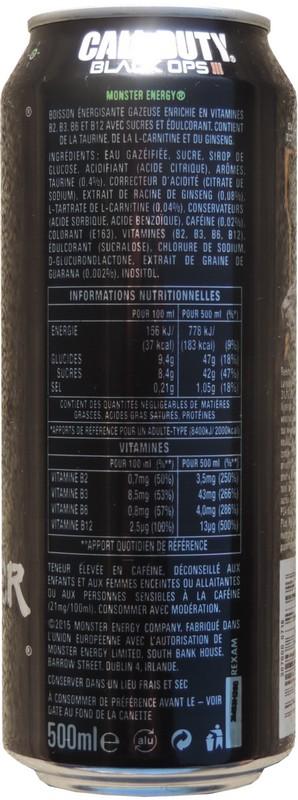 CALL OF DUTY®
BLACK OPS III
MONSTER ENERGY®
BOISSON ÉNERGISANTE GAZEUSE ENRICHIE EN VITAMINES
B2, B3, B6 ET B12 AVEC SUCRES ET ÉDULCORANT. CONTIENT
DE LA TAURINE, DE LA L-CARNITINE ET DU GINSENG.
INGRÉDIENTS: EAU GAZÉIFIÉE, SUCRE, SIROP DE
GLUCOSE, ACIDIFIANT (ACIDE CITRIQUE), ARÔMES,
TAURINE (0,4%), CORRECTEUR D'ACIDITÉ (CITRATE DE
SODIUM), EXTRAIT DE RACINE DE GINSENG (0,08%),
L-TARTRATE DE L-CARNITINE (0,04%), CONSERVATEURS
(ACIDE SORBIQUE, ACIDE BENZOÏQUE), CAFÉINE (0,02%),
COLORANT (E163), VITAMINES (B2, B3, B6, B12),
ÉDULCORANT (SUCRALOSE), CHLORURE DE SODIUM,
D-GLUCURONOLACTONE, EXTRAIT DE GRAINE DE
GUARANA (0,002%), INOSITOL.
INFORMATIONS NUTRITIONNELLES
POUR 100 ml POUR 500 ml (%*)
ENERGIE 156 kJ/ 778 kJ/
(37 kcal) (183 kcal) (9%)
GLUCIDES 9,4g 47g (18%)
SUCRES 8,4g 42g (47%)
SEL 0,21g 1,05g (18%)
CONTIENT DES QUANTITÉS NÉGLIGEABLES DE MATIÈRES
GRASSES, ACIDES GRAS SATURÉS, PROTÉINES
*APPORTS DE RÉFÉRENCE POUR UN ADULTE-TYPE (8400kJ/2000kcal)
VITAMINES
POUR 100 ml (%**) POUR 500 ml (%**)
VITAMINE B2 0,7mg (50%) 3,5mg (250%)
VITAMINE B3 8,5mg (53%) 43mg (266%)
VITAMINE B6 0,8mg (57%) 4,0mg (286%)
VITAMINE B12 2,5µg (100%) 13µg (500%)
**APPORT QUOTIDIEN DE RÉFÉRENCE
TENEUR ÉLEVÉE EN CAFÉINE. DÉCONSEILLÉ AUX
ENFANTS ET AUX FEMMES ENCEINTES OU ALLAITANTES
OU AUX PERSONNES SENSIBLES À LA CAFÉINE
(21mg/100ml). CONSOMMER AVEC MODÉRATION.
©2015 MONSTER ENERGY COMPANY. FABRIQUÉ DANS
L'UNION EUROPÉENNE AVEC L'AUTORISATION DE
MONSTER ENERGY LIMITED, SOUTH BANK HOUSE,
BARROW STREET, DUBLIN 4, IRLANDE.
CONSERVER DANS UN LIEU FRAIS ET SEC
À CONSOMMER DE PRÉFÉRENCE AVANT LE - VOIR
DATE AU FOND DE LA CANETTE
500ml e alu
REXAM